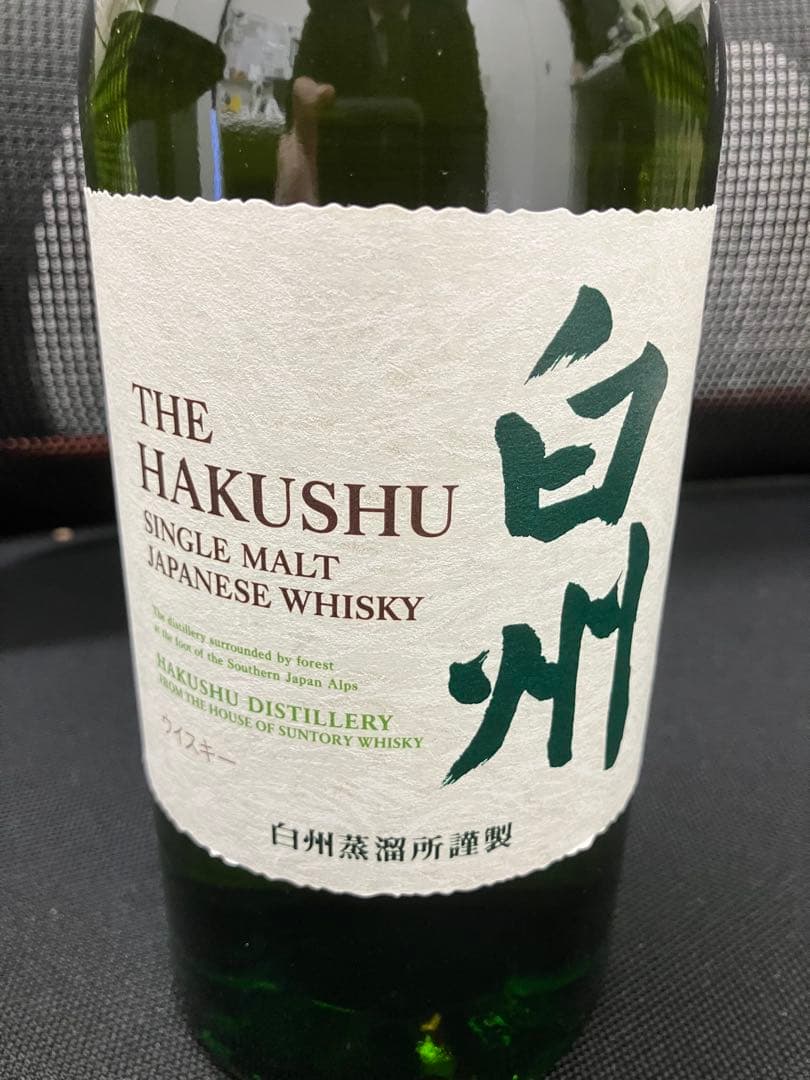 THE
HAKUSHU
SINGLE MALT
JAPANESE WHISKY
The distillery surrounded by forest
at the foot of the Southern Japan Alps
HAKUSHU DISTILLERY
FROM THE HOUSE OF SUNTORY WHISKY
ウイスキー
白州
白州蒸溜所謹製